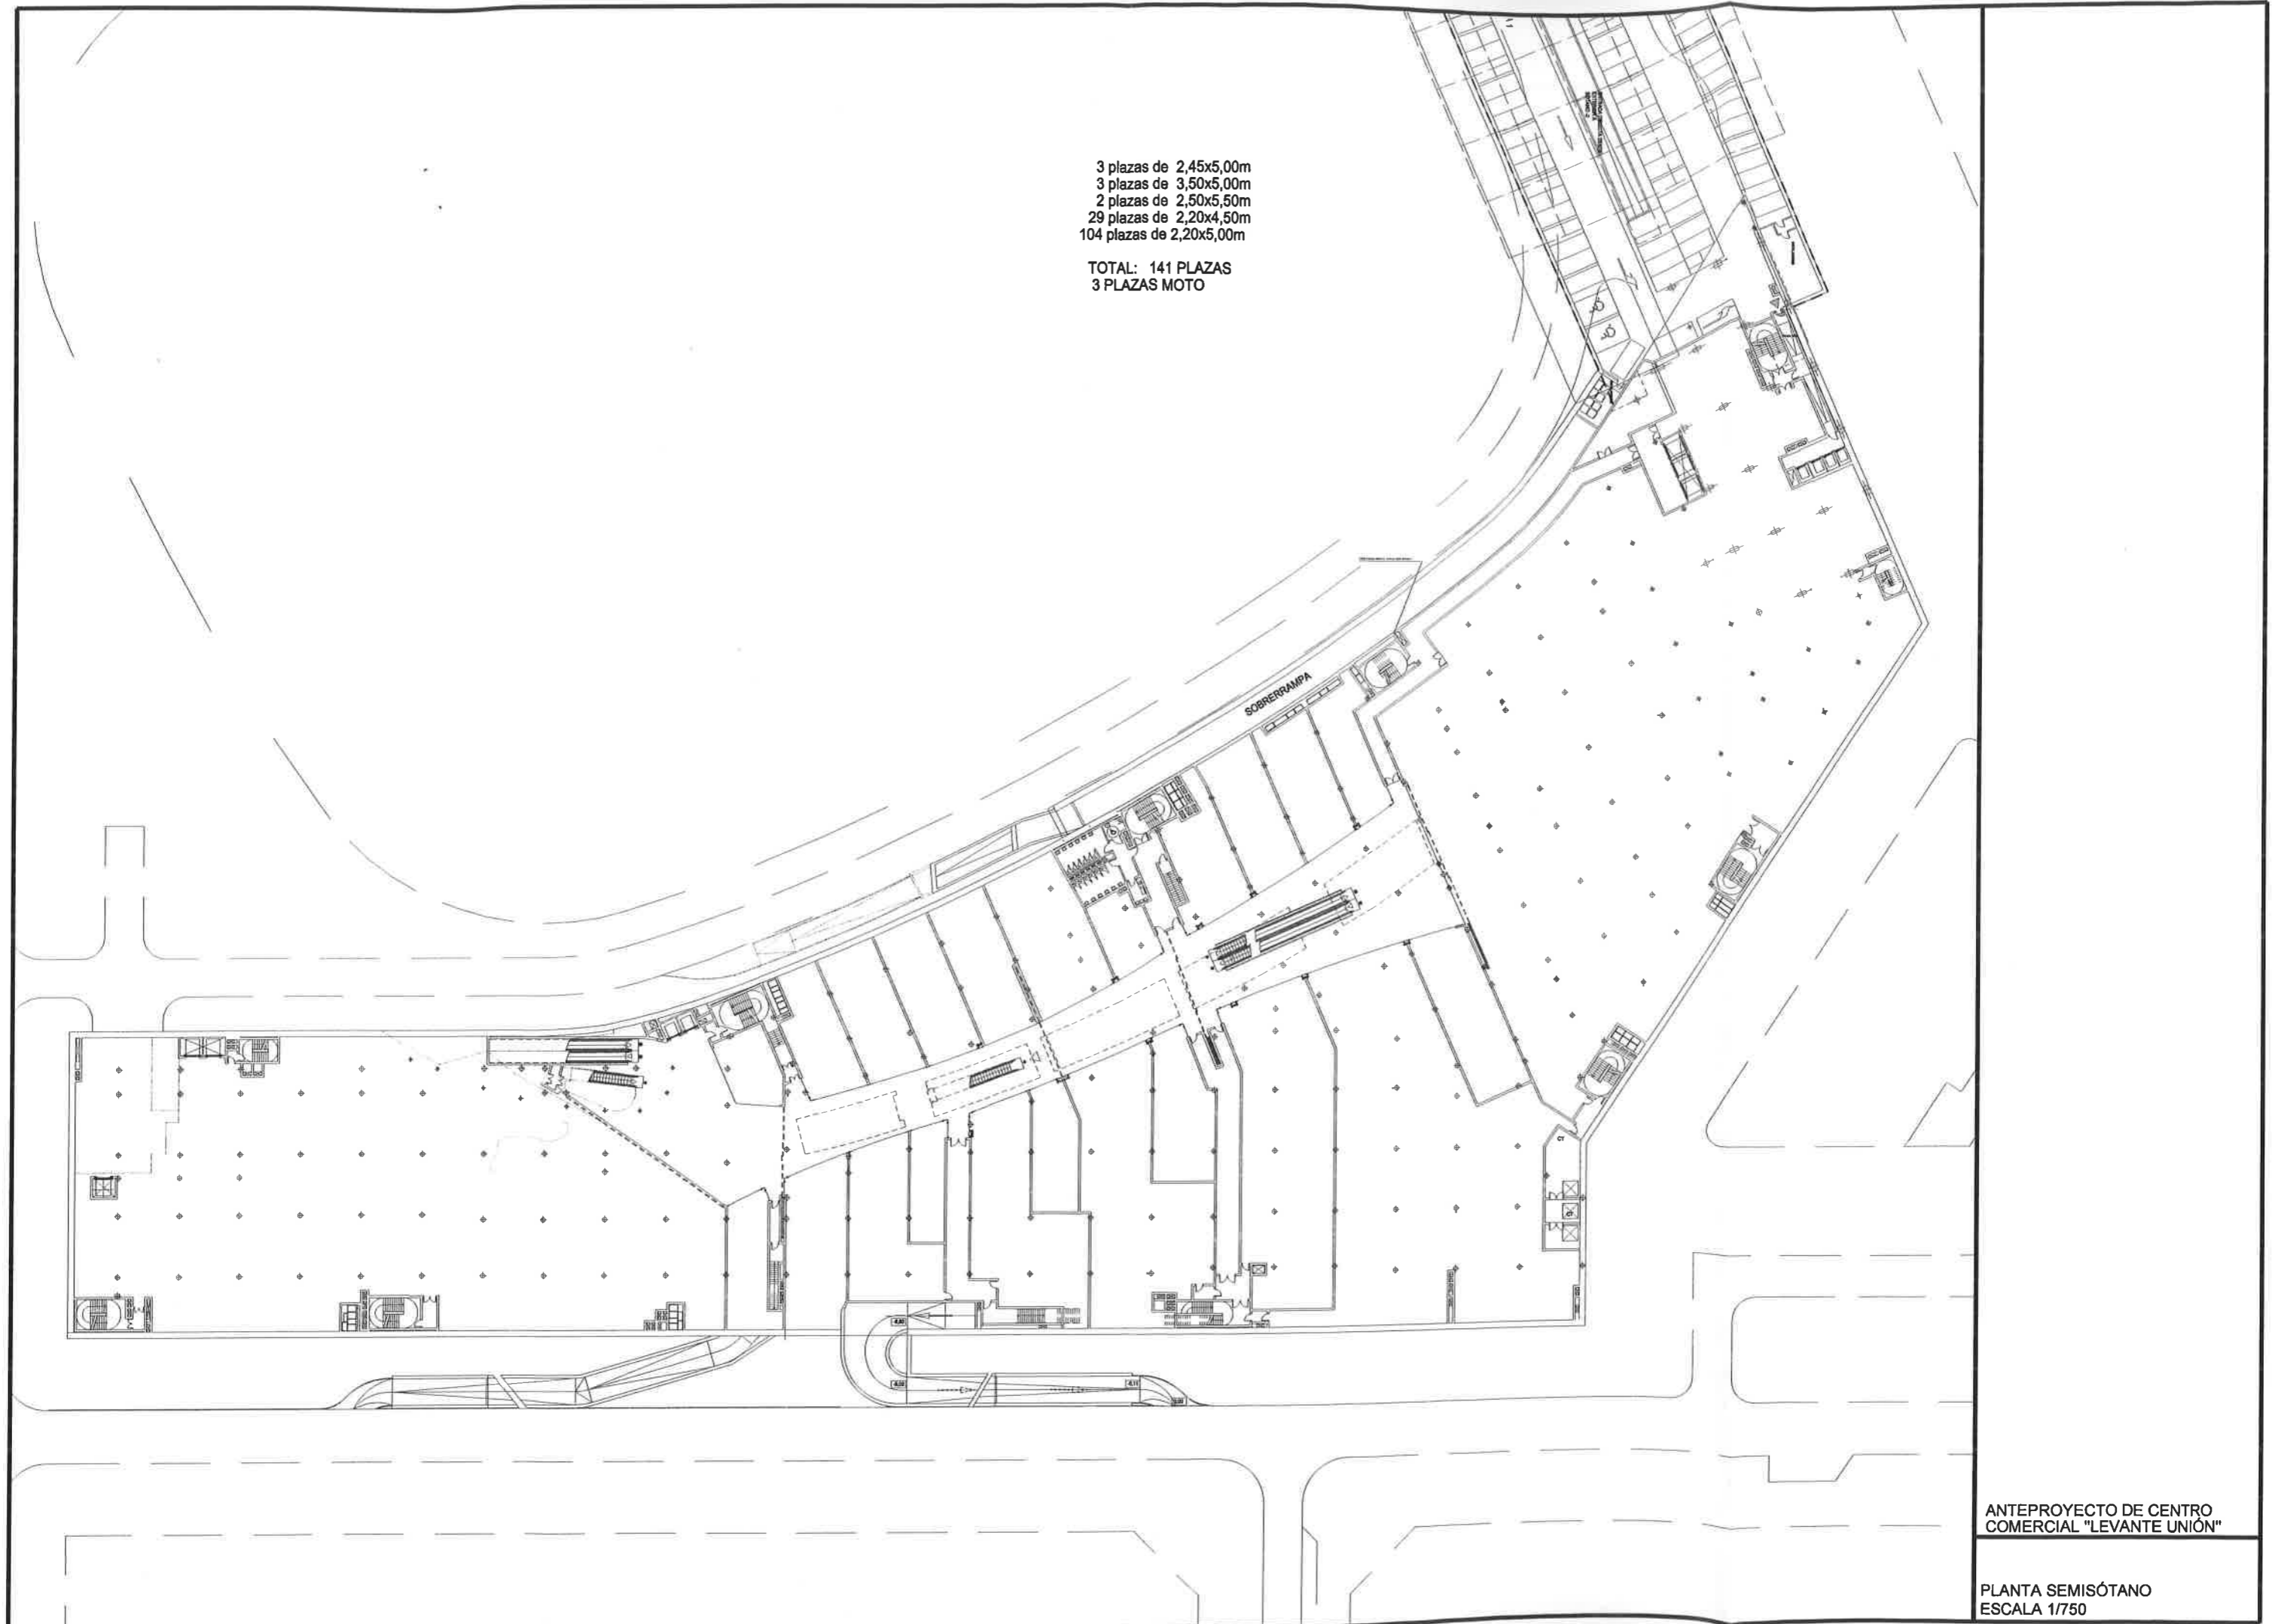 3 plazas de 2,45x5,00m
3 plazas de 3,50x5,00m
2 plazas de 2,50x5,50m
29 plazas de 2,20x4,50m
104 plazas de 2,20x5,00m
TOTAL: 141 PLAZAS
3 PLAZAS MOTO
SOBRERRAMPA
CT
ANTEPROYECTO DE CENTRO
COMERCIAL "LEVANTE UNIÓN"
PLANTA SEMISÓTANO
ESCALA 1/750